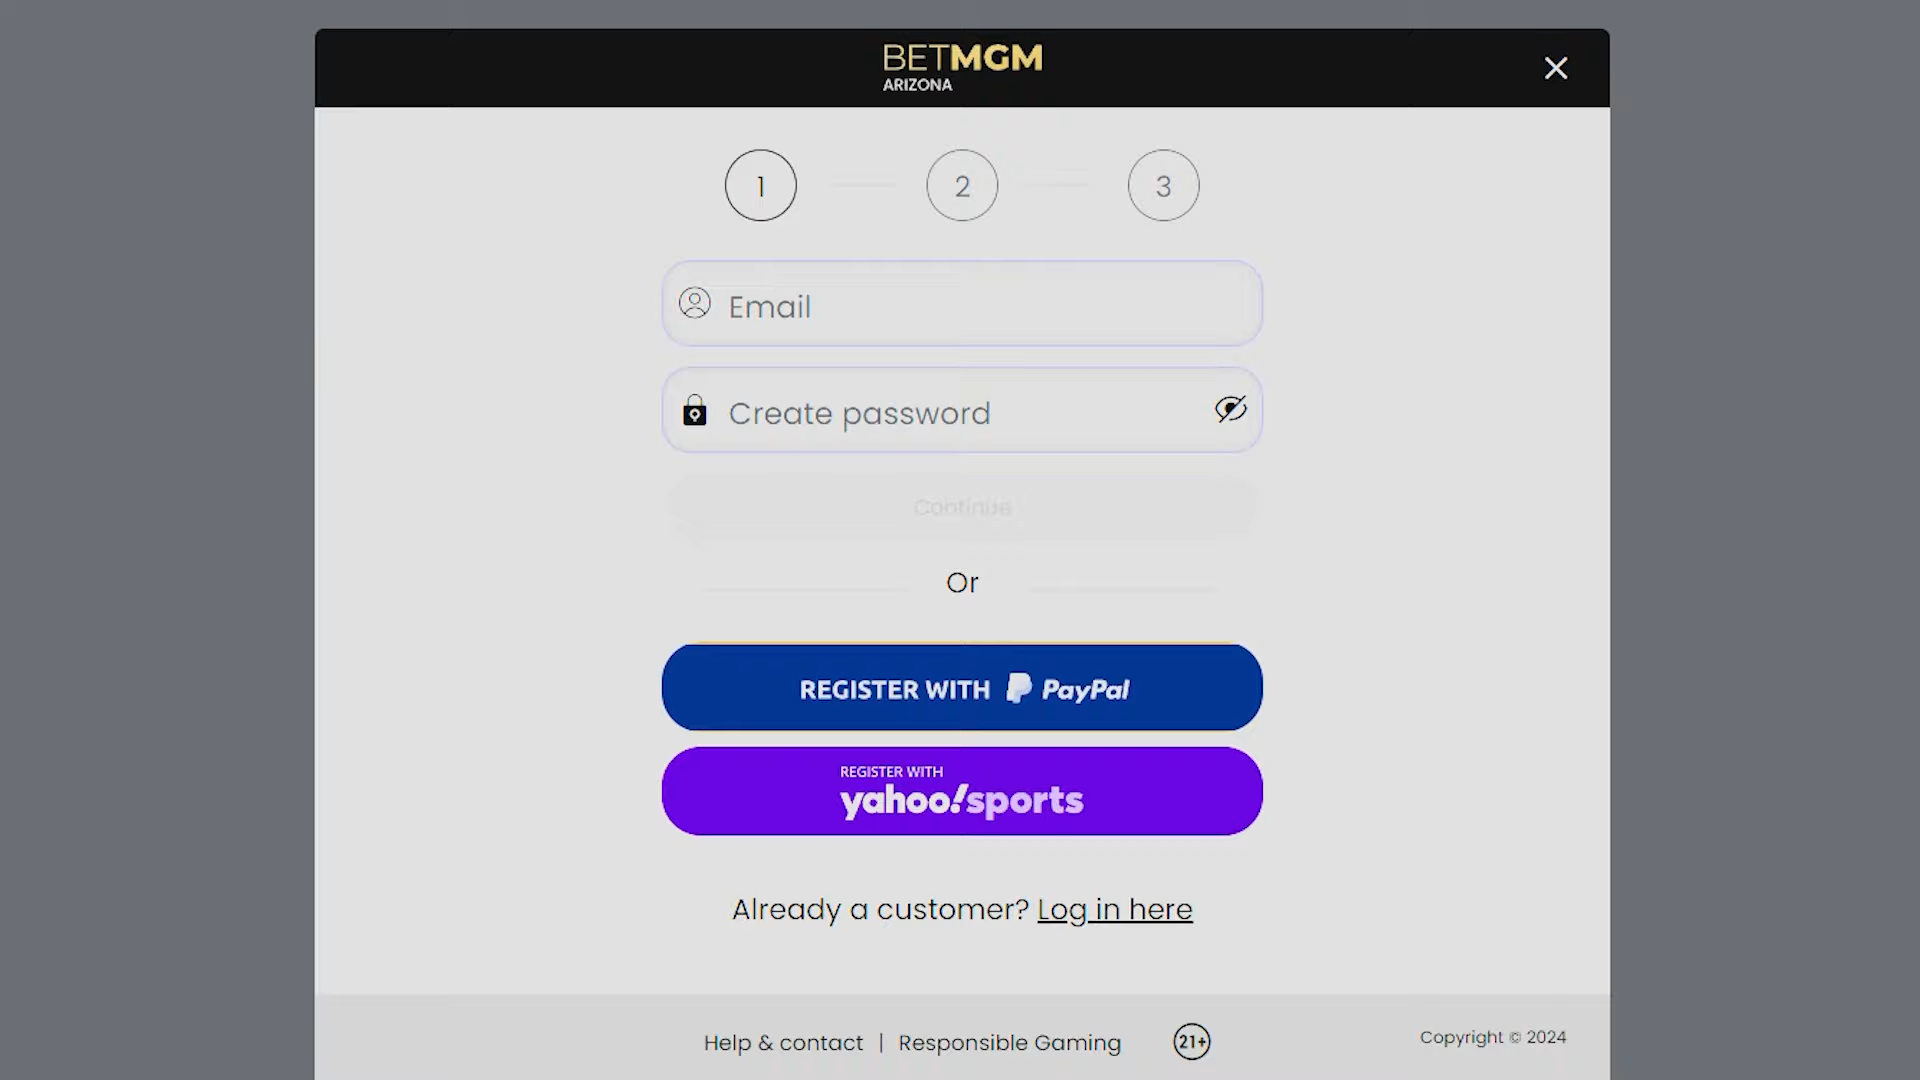 BETMGM
ARIZONA
1
2
3
Email
Create password
Continue
Or
REGISTER WITH PayPal
REGISTER WITH
yahoo!sports
Already a customer? Log in here
Help & contact | Responsible Gaming
21+
Copyright © 2024